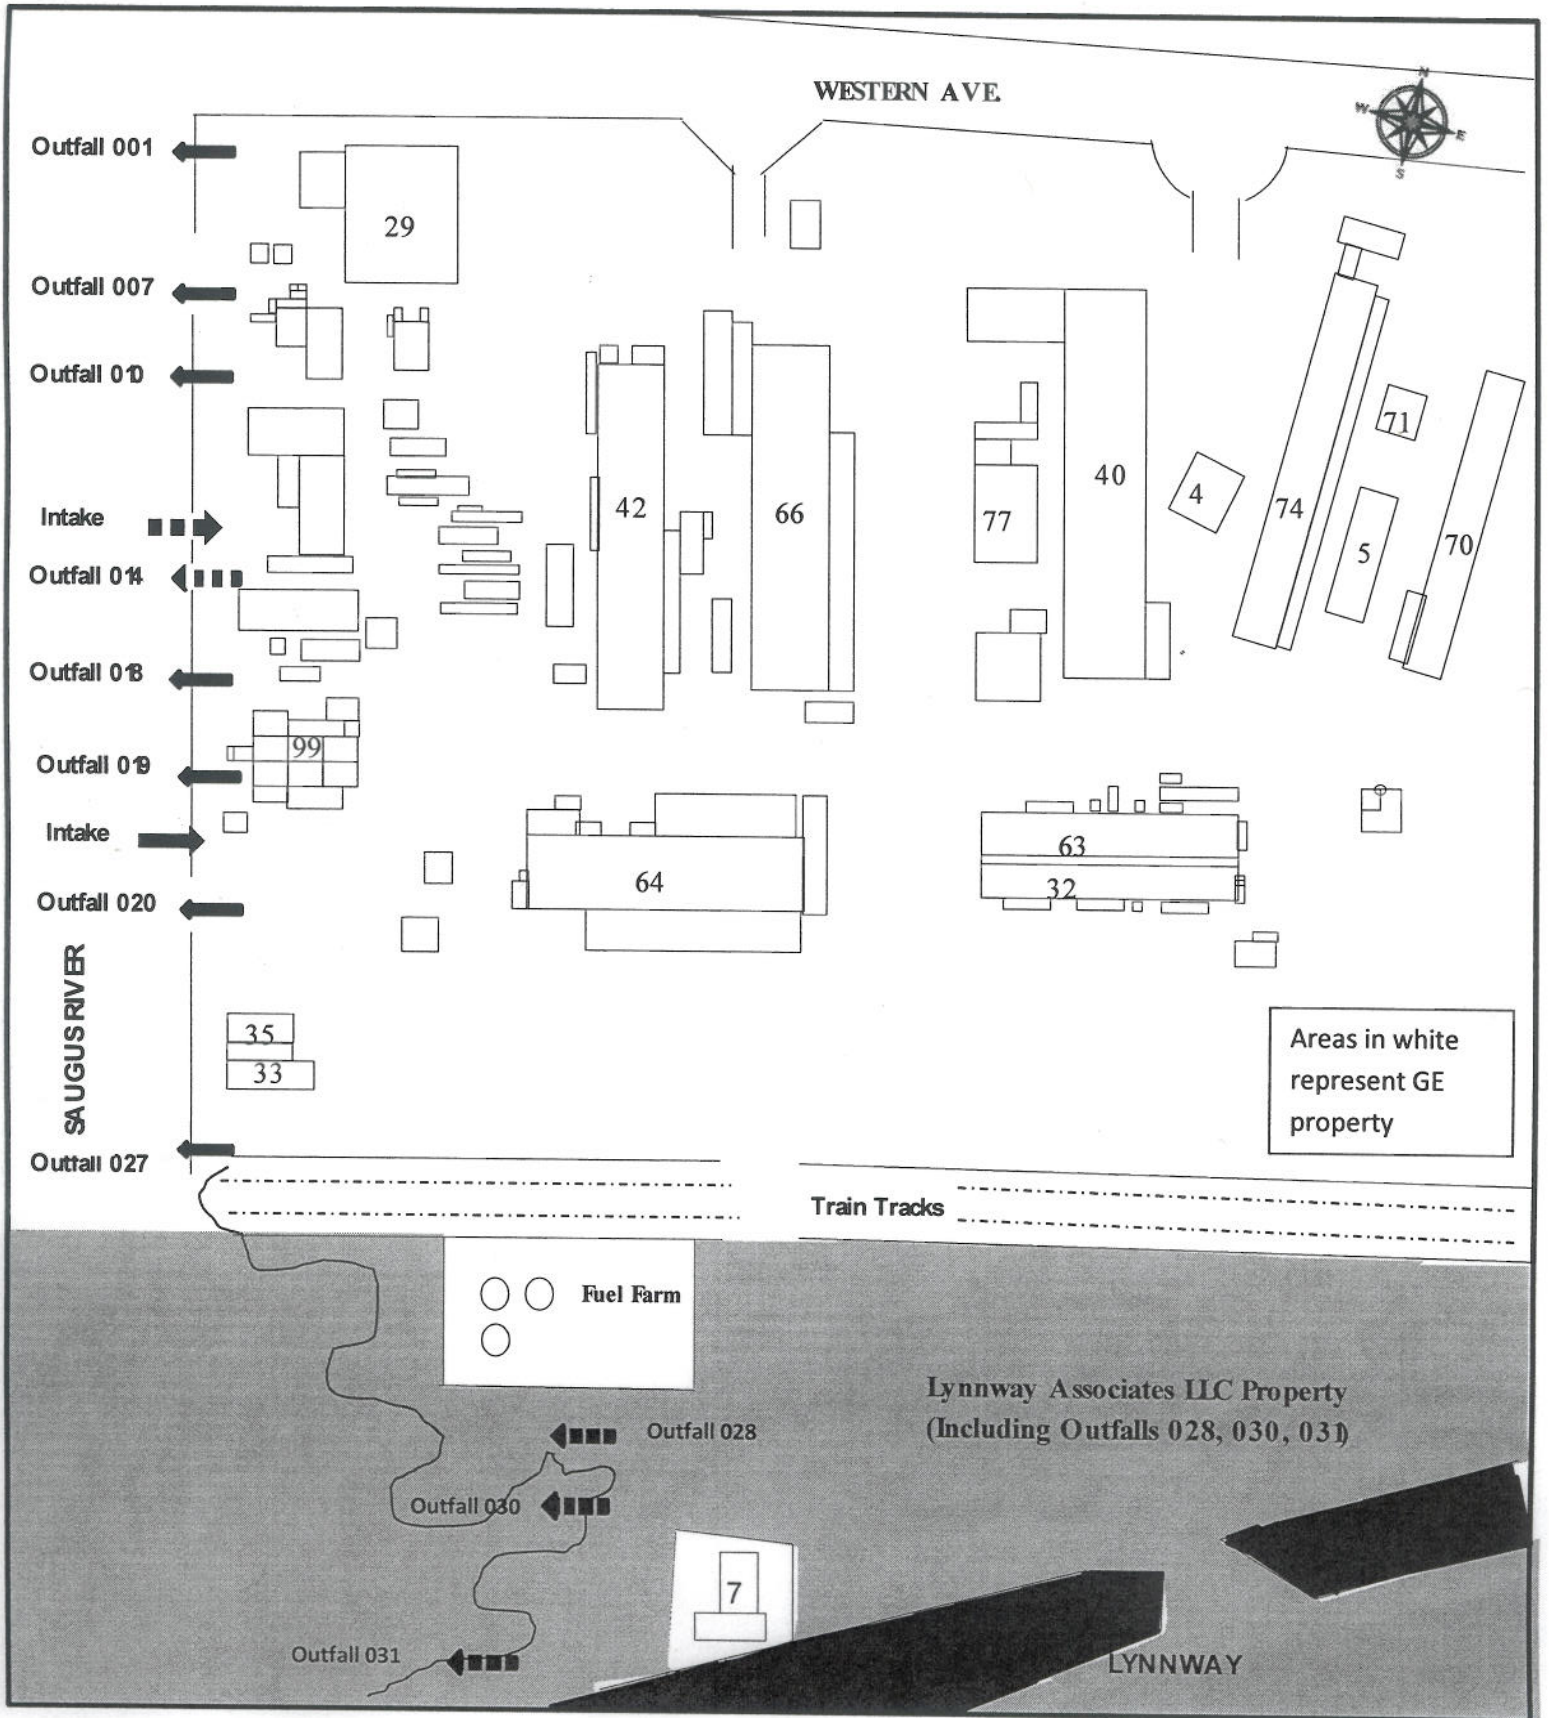 WESTERN AVE.
N
W
E
S
Outfall 001
29
Outfall 007
Outfall 010
71
40
4
42
66
77
74
70
5
Intake
Outfall 014
Outfall 018
99
Outfall 019
Intake
63
64
32
Outfall 020
SAUGUS RIVER
35
33
Areas in white
represent GE
property
Outfall 027
Train Tracks
Fuel Farm
Lynnway Associates LLC Property
(Including Outfalls 028, 030, 031)
Outfall 028
Outfall 030
7
Outfall 031
LYNNWAY